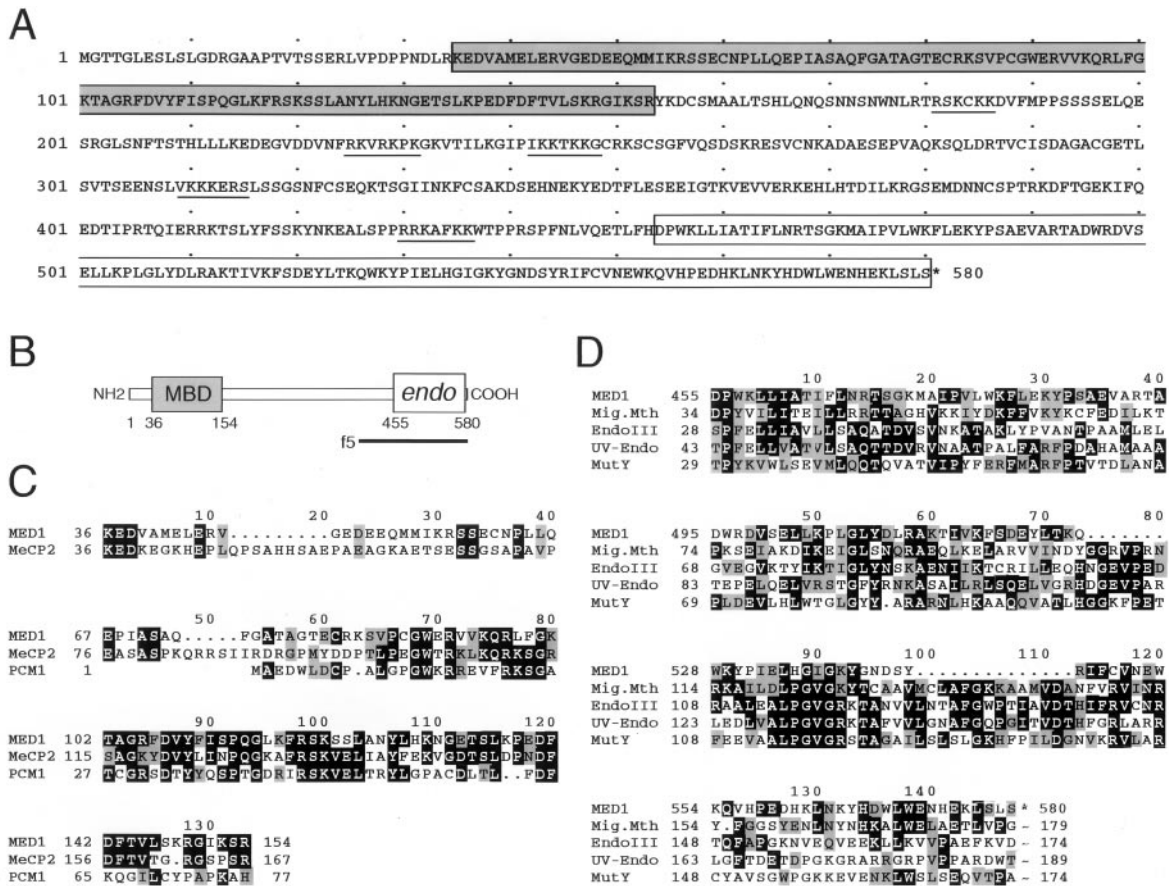 A
1 MGTTGLESLSLGDRGAAPTVTSSERLVPDPPNDLRKEDVAMELERVGEDEEQMMIKRSSECNPLLQEPIASAQFGATAGTECRKSVPCGWERVVKQRLFG
101 KTAGRFDVYFISPQGLKFRSKSSLANYLHKNGETSLKPEDFDFTVLSKRGIKSRYKDCSMAALTSHLQNQSNNSNWNLRTRSKCKKDVFMPPSSSSELQE
201 SRGLSNFTSTHLLLKEDEGVDDVNFRKVRKPKGKVTILKGIPIKKTKKGCRKSCSGFVQSDSKRESVCNKADAESEPVAQKSQLDRTVCISDAGACGETL
301 SVTSEENSLVKKKERSLSSGSNFCSEQKTSGIINKFCSAKDSEHNEKYEDTFLESEEIGTKVEVVERKEHLHTDILKRGSEMDNNCSPTRKDFTGEKIFQ
401 EDTIPRTQIERRKTSLYFSSKYNKEALSPPRRKAFKKWTPPRSPFNLVQETLFHDPWKLLIATIFLNRTSGKMAIPVLWKFLEKYPSAEVARTADWRDVS
501 ELLKPLGLYDLRAKTIVKFSDEYLTKQWKYPIELHGIGKYGNDSYRIFCVNEWKQVHPEDHKLNKYHDWLWENHEKLSLS* 580
B
NH2 MBD endo COOH
1 36 154 455 580
f5
C
10 20 30 40
MED1 36 KEDVAMELERV.........GEDEEQMMIKRSSECNPLLQ
MeCP2 36 KEDKEGKHEPLQPSAHHSAEPAEAGKAETSESSGSAPAVP
50 60 70 80
MED1 67 EPIASAQ.....FGATAGTECRKSVPCGWERVVKQRLFGK
MeCP2 76 EASASPKQRRSIIRDRGPMYDDPTLPEGWTRKLKQRKSGR
PCM1 1 MAEDWLDCP.ALGPGWKRREVFRKSGA
90 100 110 120
MED1 102 TAGRFDVYFISPQGLKFRSKSSLANYLHKNGETSLKPEDF
MeCP2 115 SAGKYDVYLINPQGKAFRSKVELIAYFEKVGDTSLDPNDF
PCM1 27 TCGRSDTYYQSPTGDRIRSKVELTRYLGPACDLTL..FDF
130
MED1 142 DFTVLSKRGIKSR 154
MeCP2 156 DFTVTG.RGSPSR 167
PCM1 65 KQGILCYPAPKAH 77
D
10 20 30 40
MED1 455 DPWKLLIATIFLNRTSGKMAIPVLWKFLEKYPSAEVARTA
Mig.Mth 34 DPYVILITEILLRRTTAGHVKKIYDKFFVKYKCFEDILKT
EndoIII 28 SPFELLIAVLLSAQATDVSVNKATAKLYPVANTPAAMLEL
UV-Endo 43 TPFELLVATVLSAQTTDVRVNAATPALFARFPDAHAMAAA
MutY 29 TPYKVWLSEVMLQQTQVATVIPYFERFMARFPTVTDLANA
50 60 70 80
MED1 495 DWRDVSELLKPLGLYDLRAKTIVKFSDEYLTKQ.......
Mig.Mth 74 PKSEIAKDIKEIGLSNQRAEQLKELARVVINDYGGRVPRN
EndoIII 68 GVEGVKTYIKTIGLYNSKAENIIKTCRILLEQHNGEVPED
UV-Endo 83 TEPELQELVRSTGFYRNKASAILRLSQELVGRHDGEVPAR
MutY 69 PLDEVLHLWTGLGYY.ARARNLHKAAQQVATLHGGKFPET
90 100 110 120
MED1 528 WKYPIELHGIGKYGNDSY..............RIFCVNEW
Mig.Mth 114 RKAILDLPGVGKYTCAAVMCLAFGKKAAMVDANFVRVINR
EndoIII 108 RAALEALPGVGRKTANVVLNTAFGWPTIAVDTHIFRVCNR
UV-Endo 123 LEDLVALPGVGRKTAFVVLGNAFGQPGITVDTHFGRLARR
MutY 108 FEEVAALPGVGRSTAGAILSLSLGKHFPILDGNVKRVLAR
130 140
MED1 554 KQVHPEDHKLNKYHDWLWENHEKLSLS* 580
Mig.Mth 154 Y.FGGSYENLNYNHKALWELAETLVPG~ 179
EndoIII 148 TQFAPGKNVEQVEEKLLKVVPAEFKVD~ 174
UV-Endo 163 LGFTDETDPGKGRARRGRPVPPARDWT~ 189
MutY 148 CYAVSGWPGKKEVENKLWSLSEQVTPA~ 174